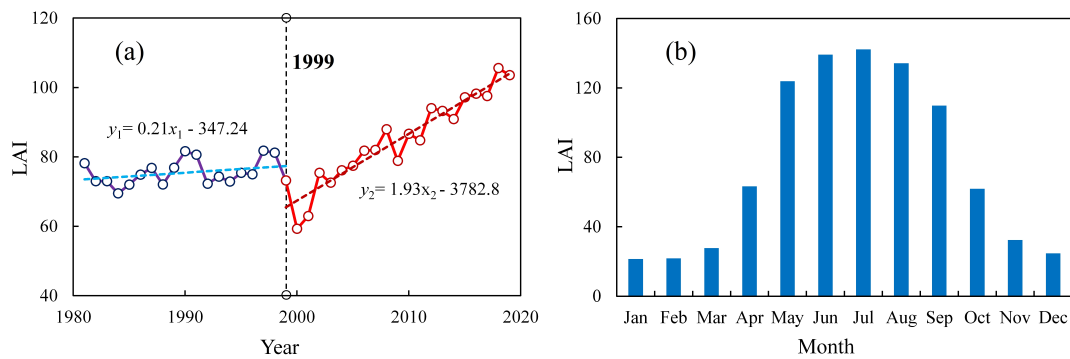 (a)
1999
y₁= 0.21x₁ - 347.24
y₂= 1.93x₂ - 3782.8
LAI
120
100
80
60
40
1980
1990
2000
2010
2020
Year
(b)
LAI
160
120
80
40
0
Jan Feb Mar Apr May Jun Jul Aug Sep Oct Nov Dec
Month